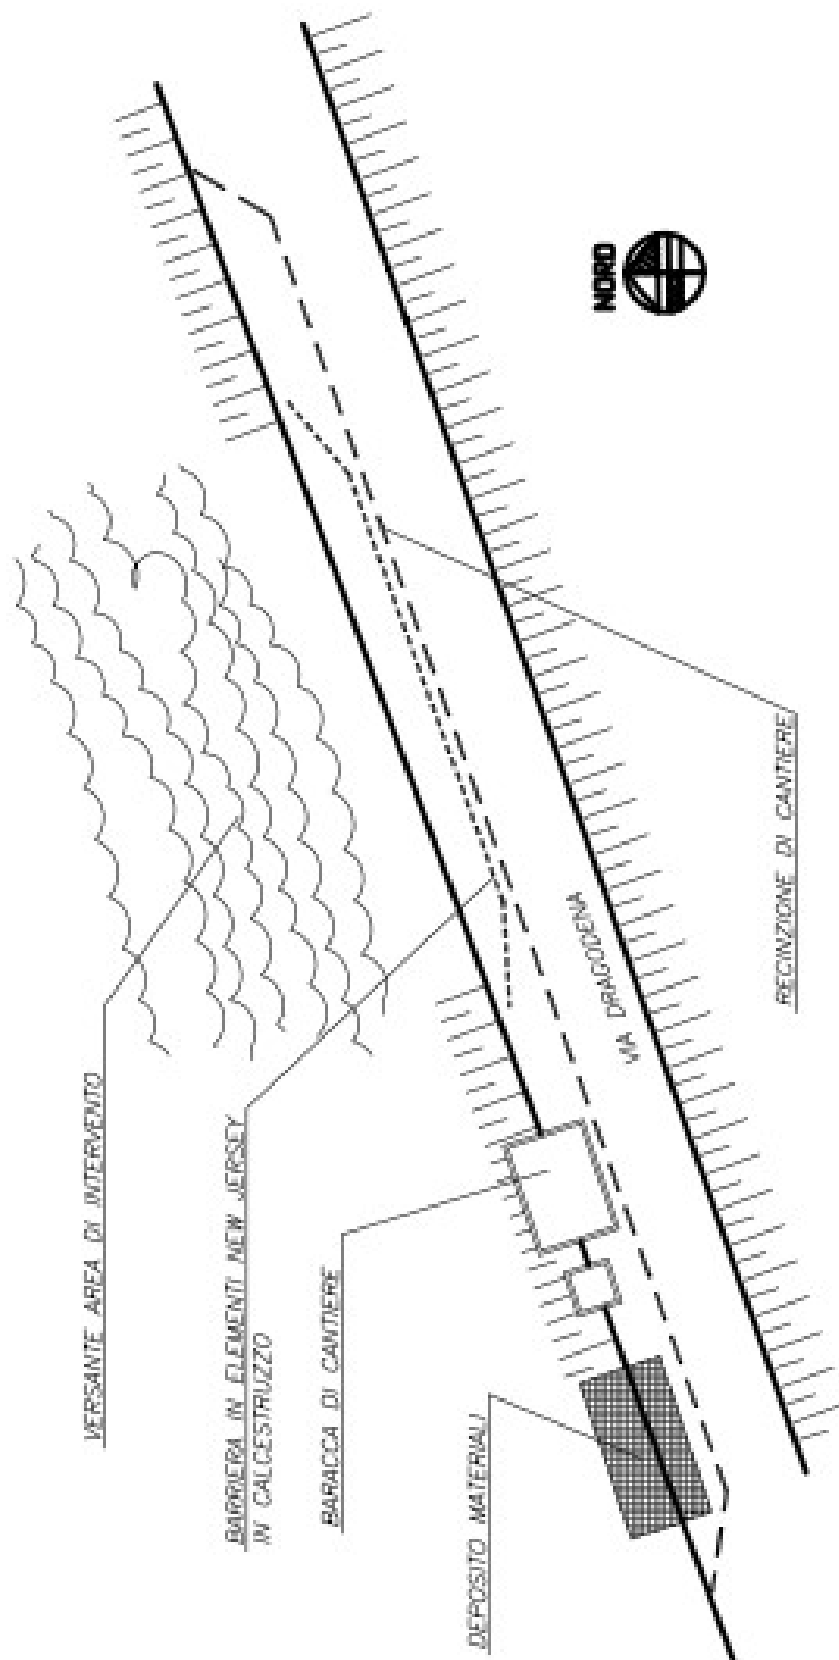 VERSANTE AREA DI INTERVENTO
BARRIERA IN ELEMENTI NEW JERSEY
IN CALCESTRUZZO
BARACCA DI CANTIERE
DEPOSITO MATERIALI
NORD
VIA DRAGODENA
RECINZIONE DI CANTIERE